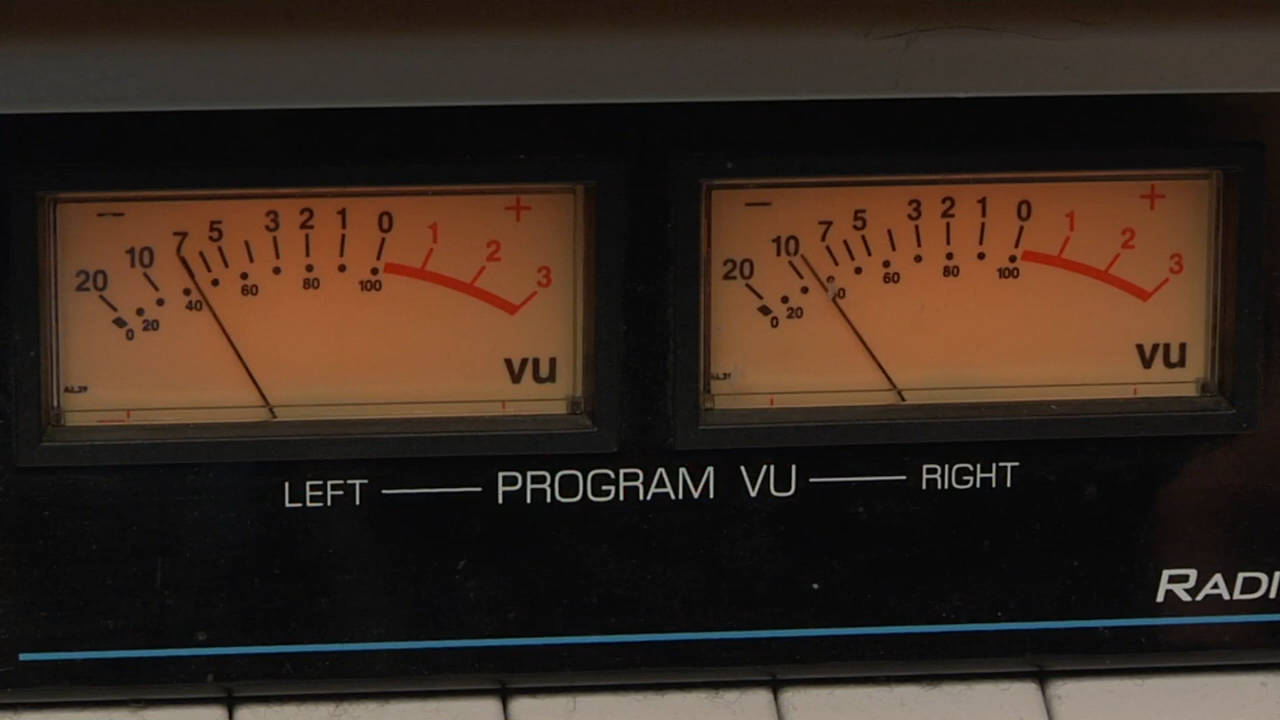 − 20 10 7 5 3 2 1 0 1 2 3 +
0 20 40 60 80 100
VU
− 20 10 7 5 3 2 1 0 1 2 3 +
0 20 60 80 100
VU
LEFT PROGRAM VU RIGHT
RADI